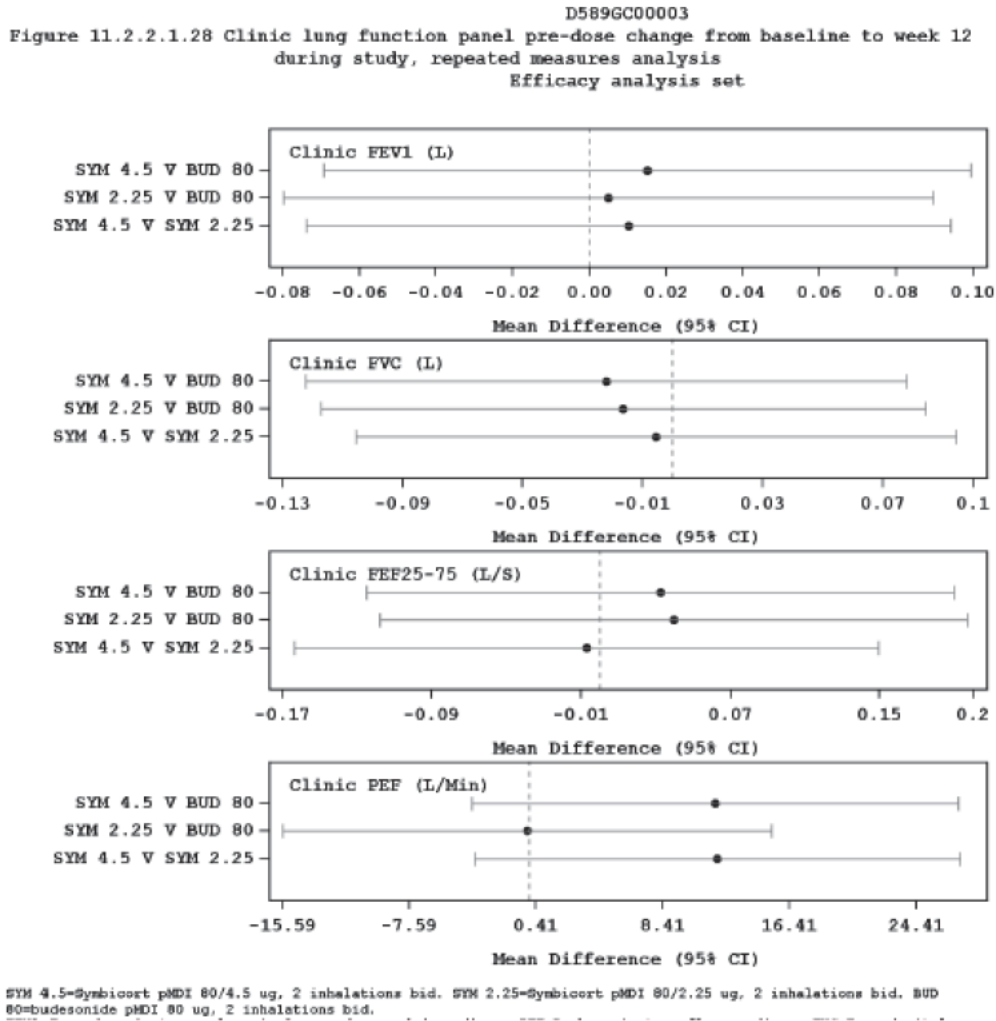 D589GC00003
Figure 11.2.2.1.28 Clinic lung function panel pre-dose change from baseline to week 12
during study, repeated measures analysis
Efficacy analysis set
Clinic FEV1 (L)
SYM 4.5 V BUD 80
SYM 2.25 V BUD 80
SYM 4.5 V SYM 2.25
-0.08 -0.06 -0.04 -0.02 0.00 0.02 0.04 0.06 0.08 0.10
Mean Difference (95% CI)
Clinic FVC (L)
SYM 4.5 V BUD 80
SYM 2.25 V BUD 80
SYM 4.5 V SYM 2.25
-0.13 -0.09 -0.05 -0.01 0.03 0.07 0.1
Mean Difference (95% CI)
Clinic FEF25-75 (L/S)
SYM 4.5 V BUD 80
SYM 2.25 V BUD 80
SYM 4.5 V SYM 2.25
-0.17 -0.09 -0.01 0.07 0.15 0.2
Mean Difference (95% CI)
Clinic PEF (L/Min)
SYM 4.5 V BUD 80
SYM 2.25 V BUD 80
SYM 4.5 V SYM 2.25
-15.59 -7.59 0.41 8.41 16.41 24.41
Mean Difference (95% CI)
SYM 4.5=Symbicort pMDI 80/4.5 ug, 2 inhalations bid. SYM 2.25=Symbicort pMDI 80/2.25 ug, 2 inhalations bid. BUD
80=budesonide pMDI 80 ug, 2 inhalations bid.